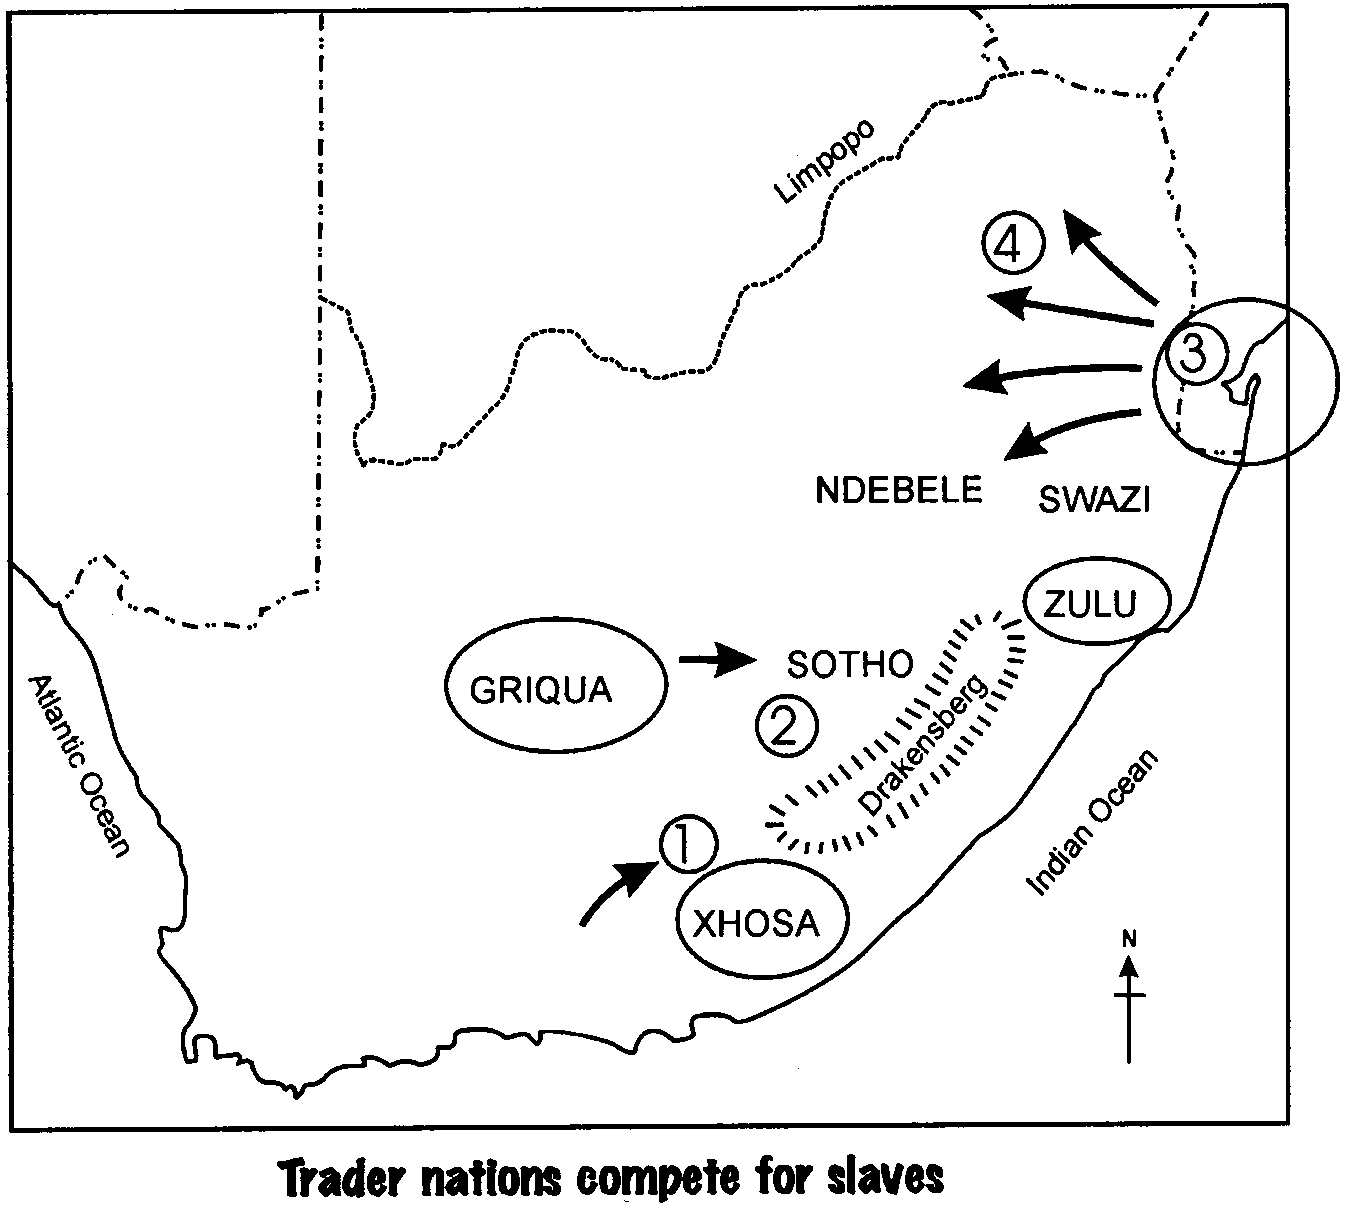 Limpopo
4
3
NDEBELE
SWAZI
ZULU
GRIQUA
SOTHO
2
Drakensberg
Atlantic Ocean
1
XHOSA
Indian Ocean
N
Trader nations compete for slaves